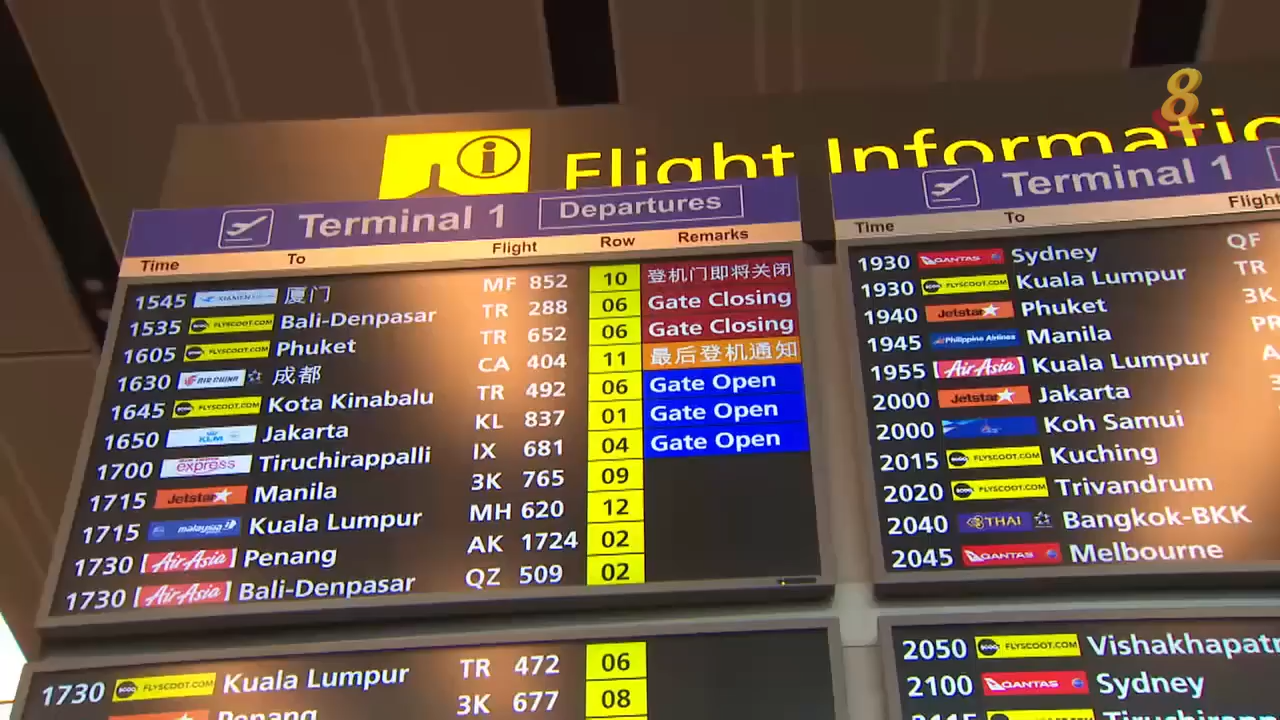 8
Flight Informatio
Terminal 1 Departures
Time To Flight Row Remarks
1545 XIAMEN 厦门 MF 852 10 登机门即将关闭
1535 FLYSCOOT.COM Bali-Denpasar TR 288 06 Gate Closing
1605 FLYSCOOT.COM Phuket TR 652 06 Gate Closing
1630 AIR CHINA 成都 CA 404 11 最后登机通知
1645 FLYSCOOT.COM Kota Kinabalu TR 492 06 Gate Open
1650 KLM Jakarta KL 837 01 Gate Open
1700 express Tiruchirappalli IX 681 04 Gate Open
1715 Jetstar Manila 3K 765 09
1715 malaysia Kuala Lumpur MH 620 12
1730 AirAsia Penang AK 1724 02
1730 AirAsia Bali-Denpasar QZ 509 02
1730 FLYSCOOT.COM Kuala Lumpur TR 472 06
Penang 3K 677 08
Terminal 1
Time To Flight
1930 QANTAS Sydney QF
1930 FLYSCOOT.COM Kuala Lumpur TR
1940 Jetstar Phuket 3K
1945 Philippine Airlines Manila PR
1955 AirAsia Kuala Lumpur
2000 Jetstar Jakarta
2000 Koh Samui
2015 FLYSCOOT.COM Kuching
2020 FLYSCOOT.COM Trivandrum
2040 THAI Bangkok-BKK
2045 QANTAS Melbourne
2050 FLYSCOOT.COM Vishakhapatn
2100 QANTAS Sydney
2115 Tiruchirapp